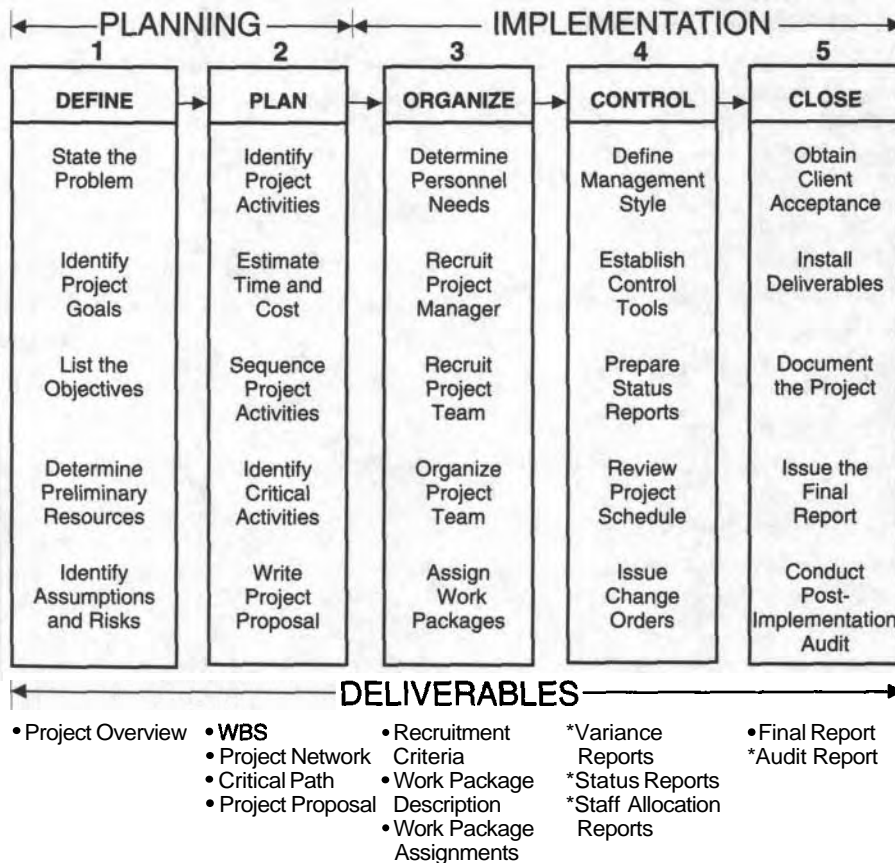 PLANNING
IMPLEMENTATION
1
2
3
4
5
DEFINE
PLAN
ORGANIZE
CONTROL
CLOSE
State the
Problem
Identify
Project
Goals
List the
Objectives
Determine
Preliminary
Resources
Identify
Assumptions
and Risks
Identify
Project
Activities
Estimate
Time and
Cost
Sequence
Project
Activities
Identify
Critical
Activities
Write
Project
Proposal
Determine
Personnel
Needs
Recruit
Project
Manager
Recruit
Project
Team
Organize
Project
Team
Assign
Work
Packages
Define
Management
Style
Establish
Control
Tools
Prepare
Status
Reports
Review
Project
Schedule
Issue
Change
Orders
Obtain
Client
Acceptance
Install
Deliverables
Document
the Project
Issue the
Final
Report
Conduct
Post-
Implementation
Audit
DELIVERABLES
• Project Overview
• WBS
• Project Network
• Critical Path
• Project Proposal
• Recruitment
Criteria
• Work Package
Description
• Work Package
Assignments
*Variance
Reports
*Status Reports
*Staff Allocation
Reports
• Final Report
*Audit Report